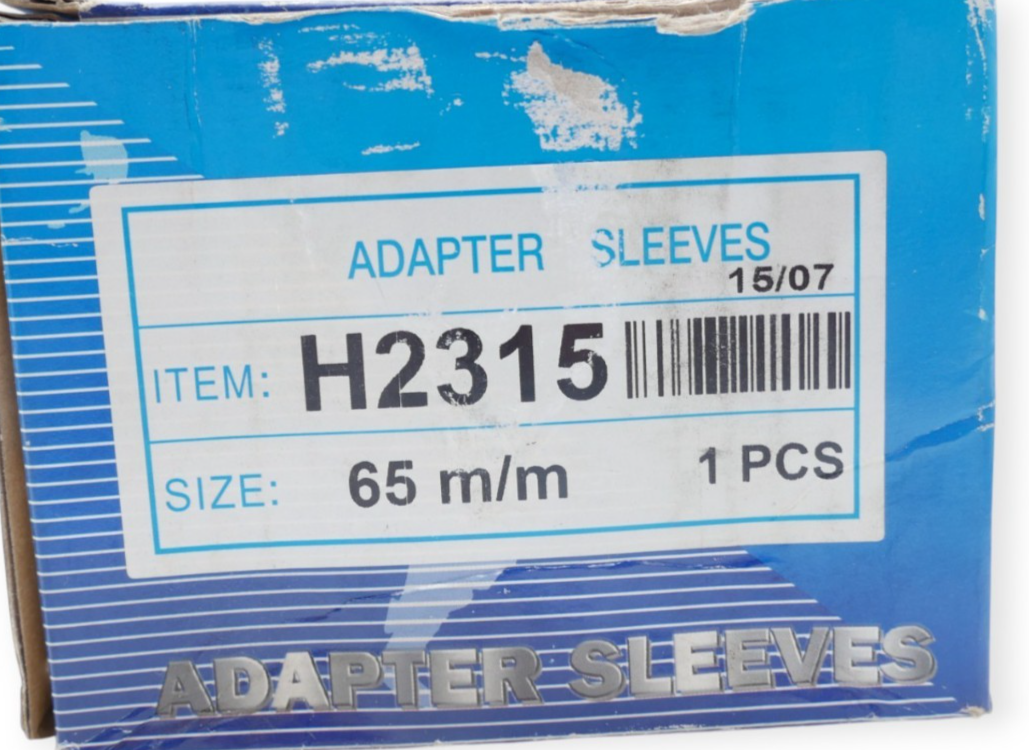 ADAPTER SLEEVES
15/07
ITEM: H2315
SIZE: 65 m/m 1 PCS
ADAPTER SLEEVES